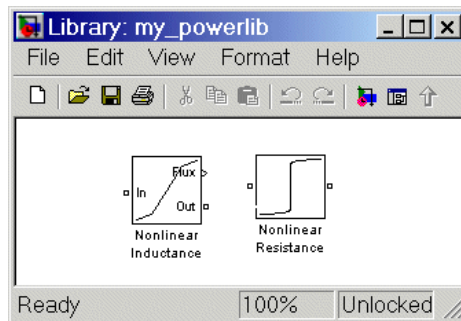 Library: my_powerlib
File Edit View Format Help
Flux
In
Out
Nonlinear
Inductance
Nonlinear
Resistance
Ready 100% Unlocked